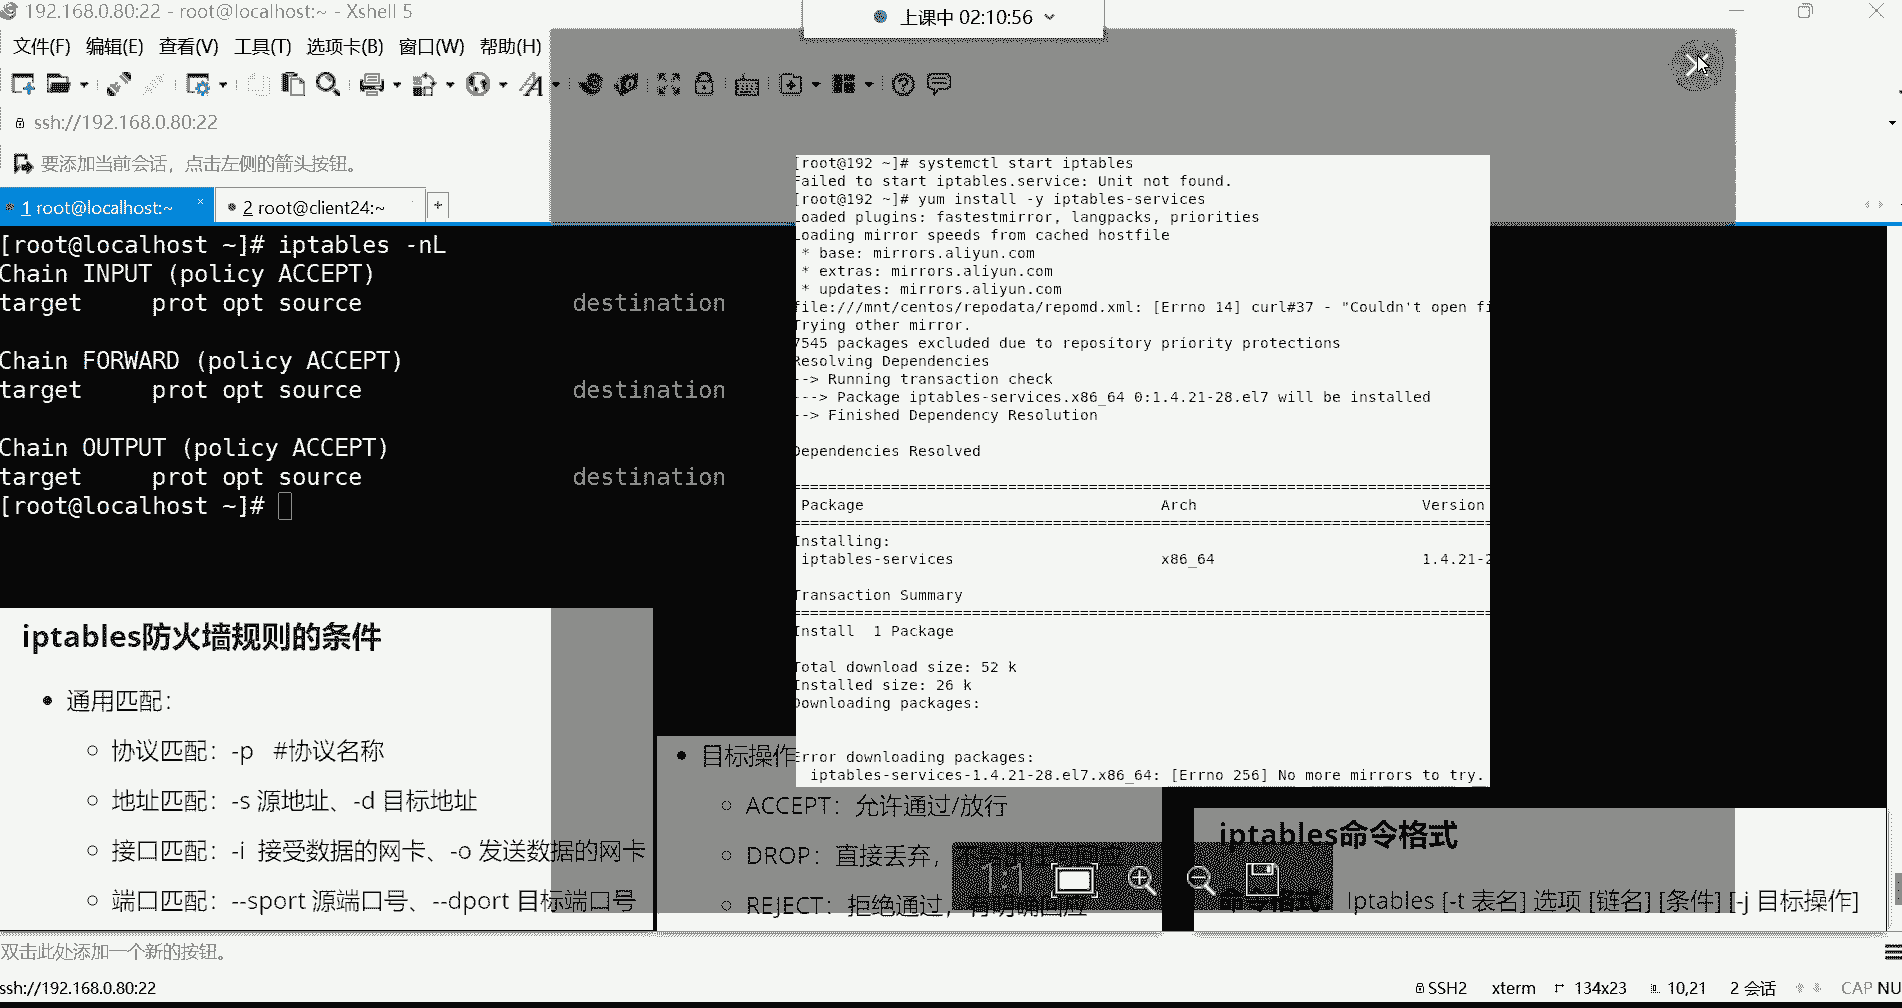 192.168.0.80:22 - root@localhost:~ - Xshell 5
上课中 02:10:56
文件(F) 编辑(E) 查看(V) 工具(T) 选项卡(B) 窗口(W) 帮助(H)
ssh://192.168.0.80:22
要添加当前会话，点击左侧的箭头按钮。
1 root@localhost:~ ×
2 root@client24:~
+
[root@localhost ~]# iptables -nL
Chain INPUT (policy ACCEPT)
target prot opt source destination
Chain FORWARD (policy ACCEPT)
target prot opt source destination
Chain OUTPUT (policy ACCEPT)
target prot opt source destination
[root@localhost ~]#
[root@192 ~]# systemctl start iptables
Failed to start iptables.service: Unit not found.
[root@192 ~]# yum install -y iptables-services
Loaded plugins: fastestmirror, langpacks, priorities
Loading mirror speeds from cached hostfile
* base: mirrors.aliyun.com
* extras: mirrors.aliyun.com
* updates: mirrors.aliyun.com
file:///mnt/centos/repodata/repomd.xml: [Errno 14] curl#37 - "Couldn't open fi
Trying other mirror.
7545 packages excluded due to repository priority protections
Resolving Dependencies
--> Running transaction check
---> Package iptables-services.x86_64 0:1.4.21-28.el7 will be installed
--> Finished Dependency Resolution
Dependencies Resolved
Package Arch Version
Installing:
iptables-services x86_64 1.4.21-2
Transaction Summary
Install 1 Package
Total download size: 52 k
Installed size: 26 k
Downloading packages:
Error downloading packages:
iptables-services-1.4.21-28.el7.x86_64: [Errno 256] No more mirrors to try.
iptables防火墙规则的条件
• 通用匹配：
○ 协议匹配：-p #协议名称
○ 地址匹配：-s 源地址、-d 目标地址
○ 接口匹配：-i 接受数据的网卡、-o 发送数据的网卡
○ 端口匹配：--sport 源端口号、--dport 目标端口号
• 目标操作
○ ACCEPT：允许通过/放行
○ DROP：直接丢弃，不给出任何回应
○ REJECT：拒绝通过，有明确回应
1:1
iptables命令格式
命令格式：Iptables [-t 表名] 选项 [链名] [条件] [-j 目标操作]
双击此处添加一个新的按钮。
ssh://192.168.0.80:22 SSH2 xterm 134x23 10,21 2 会话 CAP NU